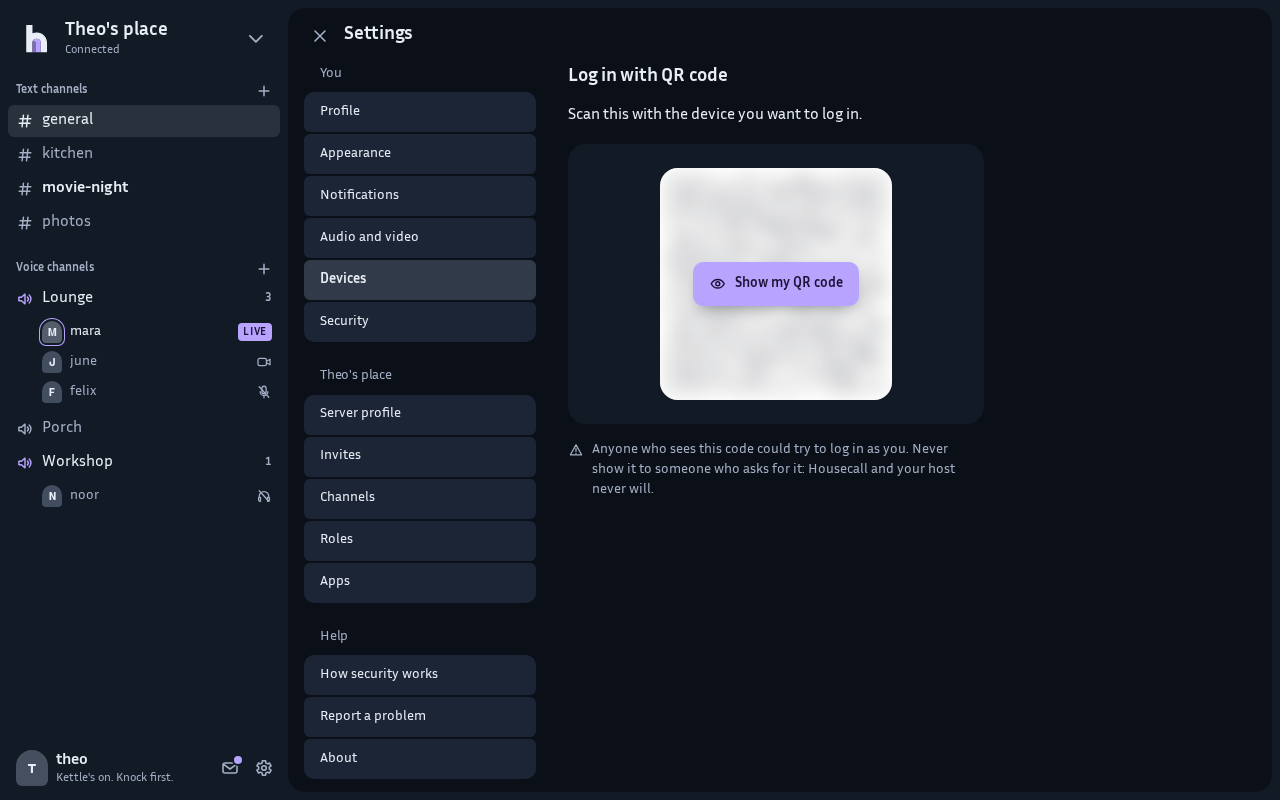 Theo's place
Connected
Text channels
general
kitchen
movie-night
photos
Voice channels
Lounge
3
M
mara
LIVE
J
june
F
felix
Porch
Workshop
1
N
noor
T
theo
Kettle's on. Knock first.
Settings
You
Profile
Appearance
Notifications
Audio and video
Devices
Security
Theo's place
Server profile
Invites
Channels
Roles
Apps
Help
How security works
Report a problem
About
Log in with QR code
Scan this with the device you want to log in.
Show my QR code
Anyone who sees this code could try to log in as you. Never
show it to someone who asks for it: Housecall and your host
never will.